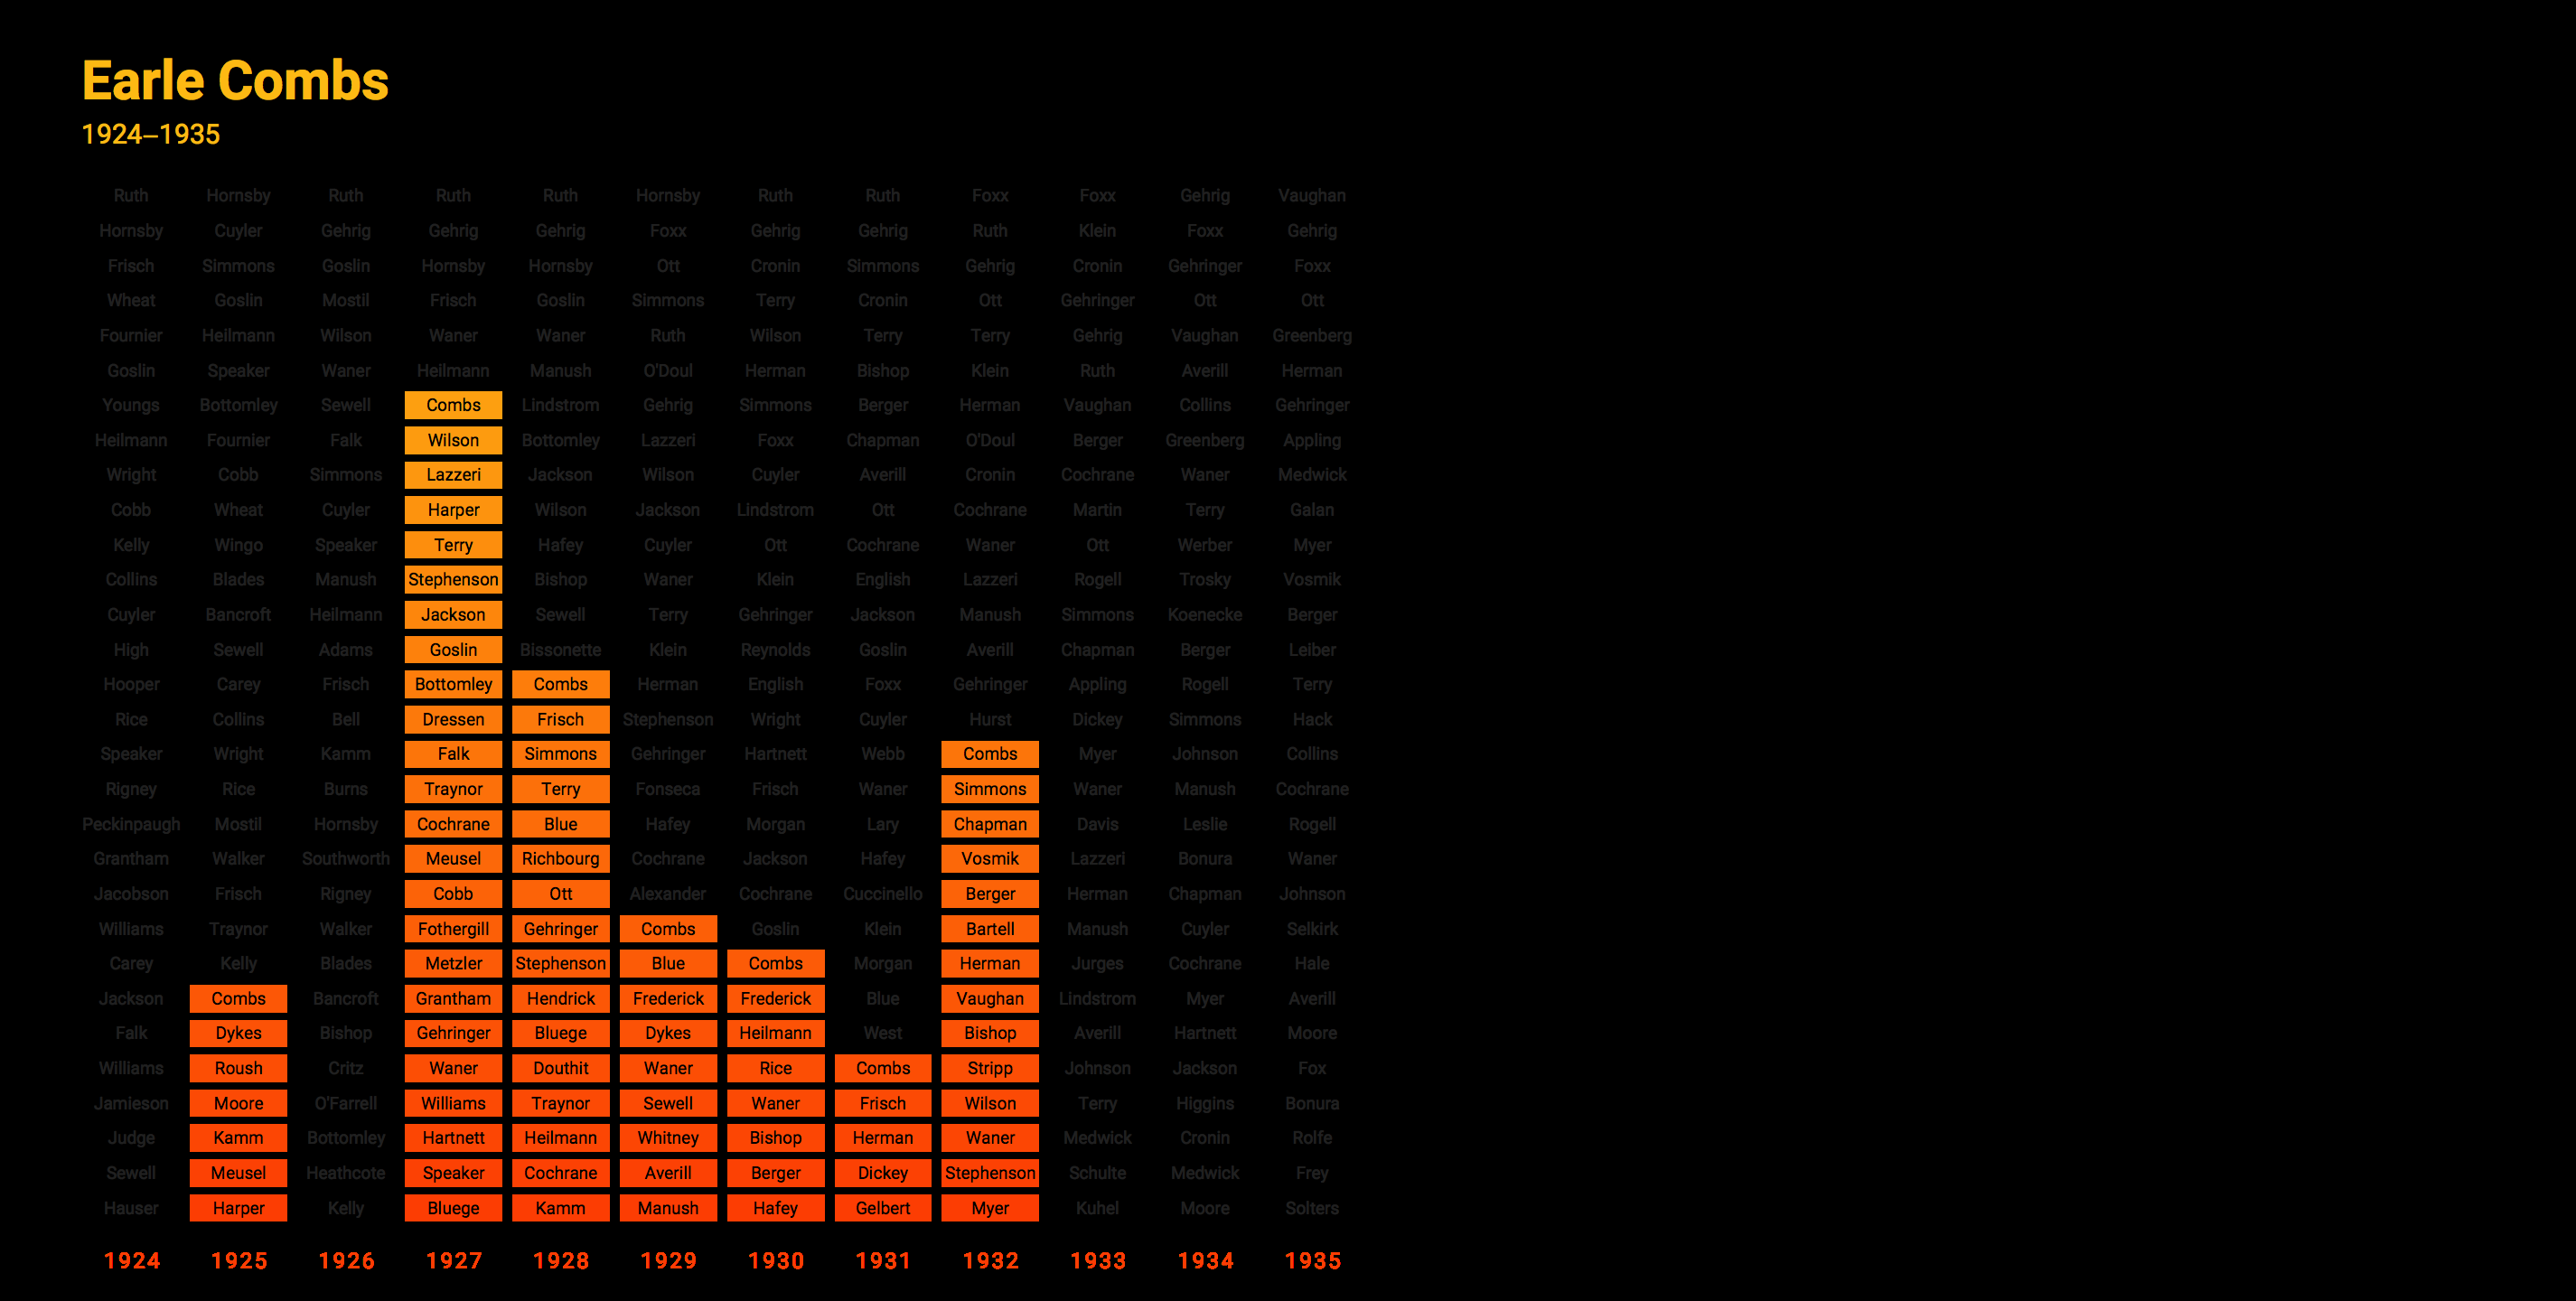 Earle Combs
1924–1935
Ruth Hornsby Ruth Ruth Ruth Hornsby Ruth Ruth Foxx Foxx Gehrig Vaughan
Hornsby Cuyler Gehrig Gehrig Gehrig Foxx Gehrig Gehrig Ruth Klein Foxx Gehrig
Frisch Simmons Goslin Hornsby Hornsby Ott Cronin Simmons Gehrig Cronin Gehringer Foxx
Wheat Goslin Mostil Frisch Goslin Simmons Terry Cronin Ott Gehringer Ott Ott
Fournier Heilmann Wilson Waner Waner Ruth Wilson Terry Terry Gehrig Vaughan Greenberg
Goslin Speaker Waner Heilmann Manush O'Doul Herman Bishop Klein Ruth Averill Herman
Youngs Bottomley Sewell Combs Lindstrom Gehrig Simmons Berger Herman Vaughan Collins Gehringer
Heilmann Fournier Falk Wilson Bottomley Lazzeri Foxx Chapman O'Doul Berger Greenberg Appling
Wright Cobb Simmons Lazzeri Jackson Wilson Cuyler Averill Cronin Cochrane Waner Medwick
Cobb Wheat Cuyler Harper Wilson Jackson Lindstrom Ott Cochrane Martin Terry Galan
Kelly Wingo Speaker Terry Hafey Cuyler Ott Cochrane Waner Ott Werber Myer
Collins Blades Manush Stephenson Bishop Waner Klein English Lazzeri Rogell Trosky Vosmik
Cuyler Bancroft Heilmann Jackson Sewell Terry Gehringer Jackson Manush Simmons Koenecke Berger
High Sewell Adams Goslin Bissonette Klein Reynolds Goslin Averill Chapman Berger Leiber
Hooper Carey Frisch Bottomley Combs Herman English Foxx Gehringer Appling Rogell Terry
Rice Collins Bell Dressen Frisch Stephenson Wright Cuyler Hurst Dickey Simmons Hack
Speaker Wright Kamm Falk Simmons Gehringer Hartnett Webb Combs Myer Johnson Collins
Rigney Rice Burns Traynor Terry Fonseca Frisch Waner Simmons Waner Manush Cochrane
Peckinpaugh Mostil Hornsby Cochrane Blue Hafey Morgan Lary Chapman Davis Leslie Rogell
Grantham Walker Southworth Meusel Richbourg Cochrane Jackson Hafey Vosmik Lazzeri Bonura Waner
Jacobson Frisch Rigney Cobb Ott Alexander Cochrane Cuccinello Berger Herman Chapman Johnson
Williams Traynor Walker Fothergill Gehringer Combs Goslin Klein Bartell Manush Cuyler Selkirk
Carey Kelly Blades Metzler Stephenson Blue Combs Morgan Herman Jurges Cochrane Hale
Jackson Combs Bancroft Grantham Hendrick Frederick Frederick Blue Vaughan Lindstrom Myer Averill
Falk Dykes Bishop Gehringer Bluege Dykes Heilmann West Bishop Averill Hartnett Moore
Williams Roush Critz Waner Douthit Waner Rice Combs Stripp Johnson Jackson Fox
Jamieson Moore O'Farrell Williams Traynor Sewell Waner Frisch Wilson Terry Higgins Bonura
Judge Kamm Bottomley Hartnett Heilmann Whitney Bishop Herman Waner Medwick Cronin Rolfe
Sewell Meusel Heathcote Speaker Cochrane Averill Berger Dickey Stephenson Schulte Medwick Frey
Hauser Harper Kelly Bluege Kamm Manush Hafey Gelbert Myer Kuhel Moore Solters
1924 1925 1926 1927 1928 1929 1930 1931 1932 1933 1934 1935